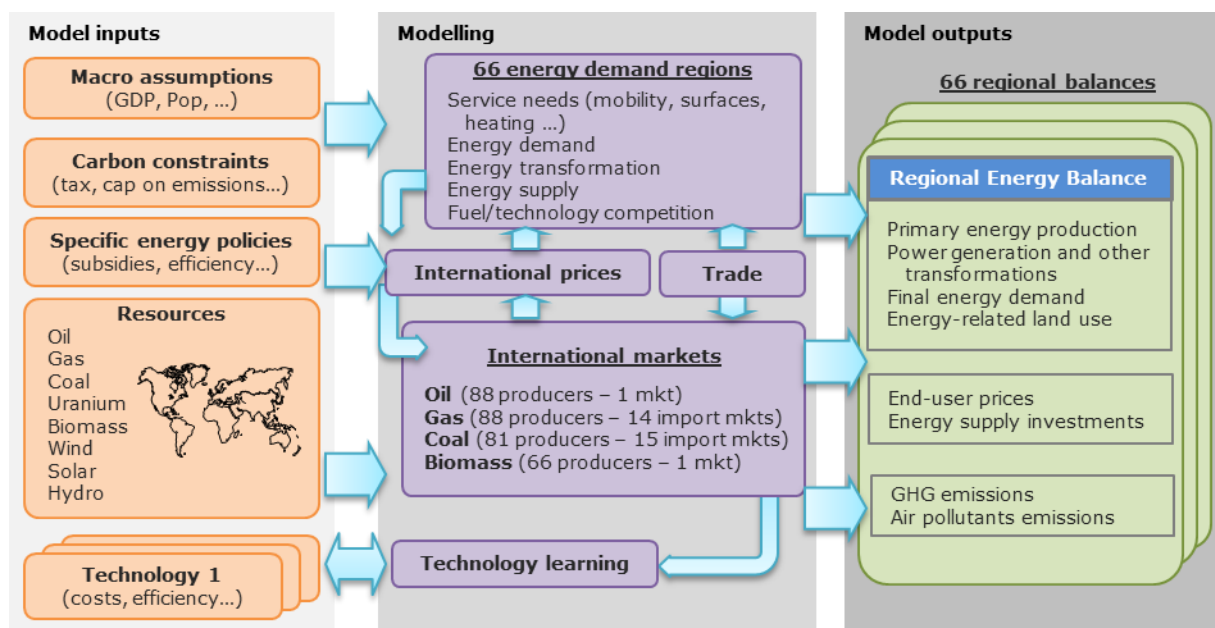 Model inputs
Macro assumptions
(GDP, Pop, ...)
Carbon constraints
(tax, cap on emissions...)
Specific energy policies
(subsidies, efficiency...)
Resources
Oil
Gas
Coal
Uranium
Biomass
Wind
Solar
Hydro
Technology 1
(costs, efficiency...)
Modelling
66 energy demand regions
Service needs (mobility, surfaces,
heating ...)
Energy demand
Energy transformation
Energy supply
Fuel/technology competition
International prices
Trade
International markets
Oil (88 producers – 1 mkt)
Gas (88 producers – 14 import mkts)
Coal (81 producers – 15 import mkts)
Biomass (66 producers – 1 mkt)
Technology learning
Model outputs
66 regional balances
Regional Energy Balance
Primary energy production
Power generation and other
transformations
Final energy demand
Energy-related land use
End-user prices
Energy supply investments
GHG emissions
Air pollutants emissions